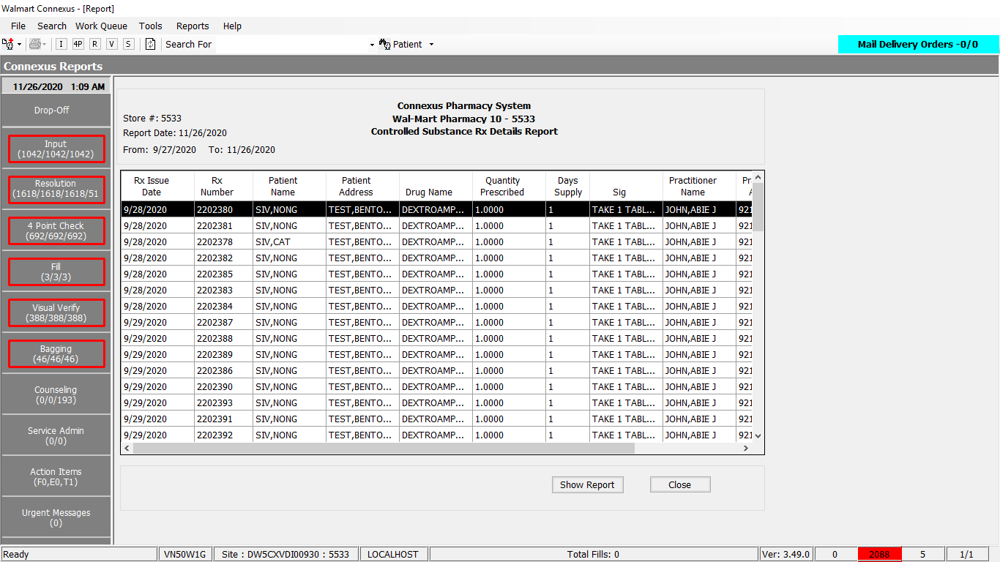 Walmart Connexus - [Report]
File Search Work Queue Tools Reports Help
I 4P R V S Search For Patient Mail Delivery Orders -0/0
Connexus Reports
11/26/2020 1:09 AM
Drop-Off
Input
(1042/1042/1042)
Resolution
(1618/1618/1618/51
4 Point Check
(692/692/692)
Fill
(3/3/3)
Visual Verify
(388/388/388)
Bagging
(46/46/46)
Counseling
(0/0/193)
Service Admin
(0/0)
Action Items
(F0,E0,T1)
Urgent Messages
(0)
Connexus Pharmacy System
Wal-Mart Pharmacy 10 - 5533
Controlled Substance Rx Details Report
Store #: 5533
Report Date: 11/26/2020
From: 9/27/2020 To: 11/26/2020
Rx Issue Date Rx Number Patient Name Patient Address Drug Name Quantity Prescribed Days Supply Sig Practitioner Name
9/28/2020 2202380 SIV,NONG TEST,BENTO... DEXTROAMP... 1.0000 1 TAKE 1 TABL... JOHN,ABIE J 921
9/28/2020 2202381 SIV,NONG TEST,BENTO... DEXTROAMP... 1.0000 1 TAKE 1 TABL... JOHN,ABIE J 921
9/28/2020 2202378 SIV,CAT TEST,BENTO... DEXTROAMP... 1.0000 1 TAKE 1 TABL... JOHN,ABIE J 921
9/28/2020 2202382 SIV,NONG TEST,BENTO... DEXTROAMP... 1.0000 1 TAKE 1 TABL... JOHN,ABIE J 921
9/28/2020 2202385 SIV,NONG TEST,BENTO... DEXTROAMP... 1.0000 1 TAKE 1 TABL... JOHN,ABIE J 921
9/28/2020 2202383 SIV,NONG TEST,BENTO... DEXTROAMP... 1.0000 1 TAKE 1 TABL... JOHN,ABIE J 921
9/28/2020 2202384 SIV,NONG TEST,BENTO... DEXTROAMP... 1.0000 1 TAKE 1 TABL... JOHN,ABIE J 921
9/29/2020 2202387 SIV,NONG TEST,BENTO... DEXTROAMP... 1.0000 1 TAKE 1 TABL... JOHN,ABIE J 921
9/29/2020 2202388 SIV,NONG TEST,BENTO... DEXTROAMP... 1.0000 1 TAKE 1 TABL... JOHN,ABIE J 921
9/29/2020 2202389 SIV,NONG TEST,BENTO... DEXTROAMP... 1.0000 1 TAKE 1 TABL... JOHN,ABIE J 921
9/29/2020 2202386 SIV,NONG TEST,BENTO... DEXTROAMP... 1.0000 1 TAKE 1 TABL... JOHN,ABIE J 921
9/29/2020 2202390 SIV,NONG TEST,BENTO... DEXTROAMP... 1.0000 1 TAKE 1 TABL... JOHN,ABIE J 921
9/29/2020 2202393 SIV,NONG TEST,BENTO... DEXTROAMP... 1.0000 1 TAKE 1 TABL... JOHN,ABIE J 921
9/29/2020 2202391 SIV,NONG TEST,BENTO... DEXTROAMP... 1.0000 1 TAKE 1 TABL... JOHN,ABIE J 921
9/29/2020 2202392 SIV,NONG TEST,BENTO... DEXTROAMP... 1.0000 1 TAKE 1 TABL... JOHN,ABIE J 921
Show Report Close
Ready VN50W1G Site : DW5CXVDI00930 : 5533 LOCALHOST Total Fills: 0 Ver: 3.49.0 0 2088 5 1/1